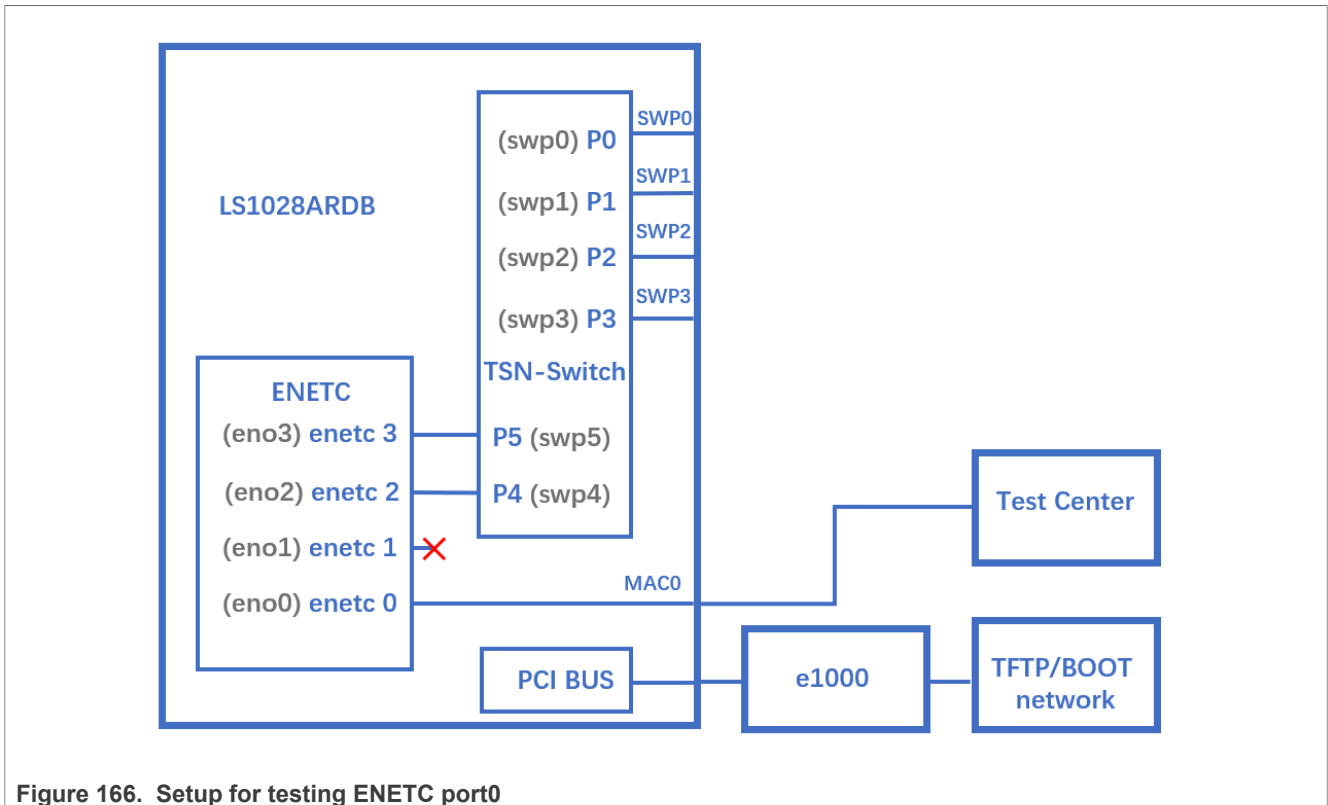 SWP0
(swp0) P0
SWP1
LS1028ARDB
(swp1) P1
SWP2
(swp2) P2
SWP3
(swp3) P3
TSN-Switch
ENETC
(eno3) enetc 3
P5 (swp5)
(eno2) enetc 2
P4 (swp4)
Test Center
(eno1) enetc 1
MAC0
(eno0) enetc 0
PCI BUS
e1000
TFTP/BOOT
network
Figure 166. Setup for testing ENETC port0